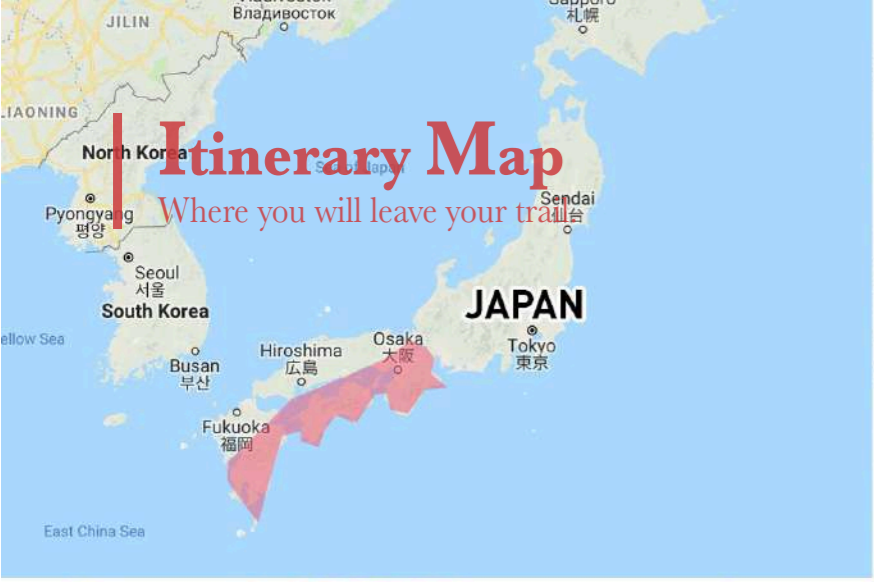 Владивосток
札幌
JILIN
LIAONING
Itinerary Map
North Korea
Sendai
仙台
Where you will leave your trail
Pyongyang
평양
Seoul
서울
South Korea
JAPAN
Tokyo
東京
ellow Sea
Osaka
大阪
Hiroshima
広島
Busan
부산
Fukuoka
福岡
East China Sea